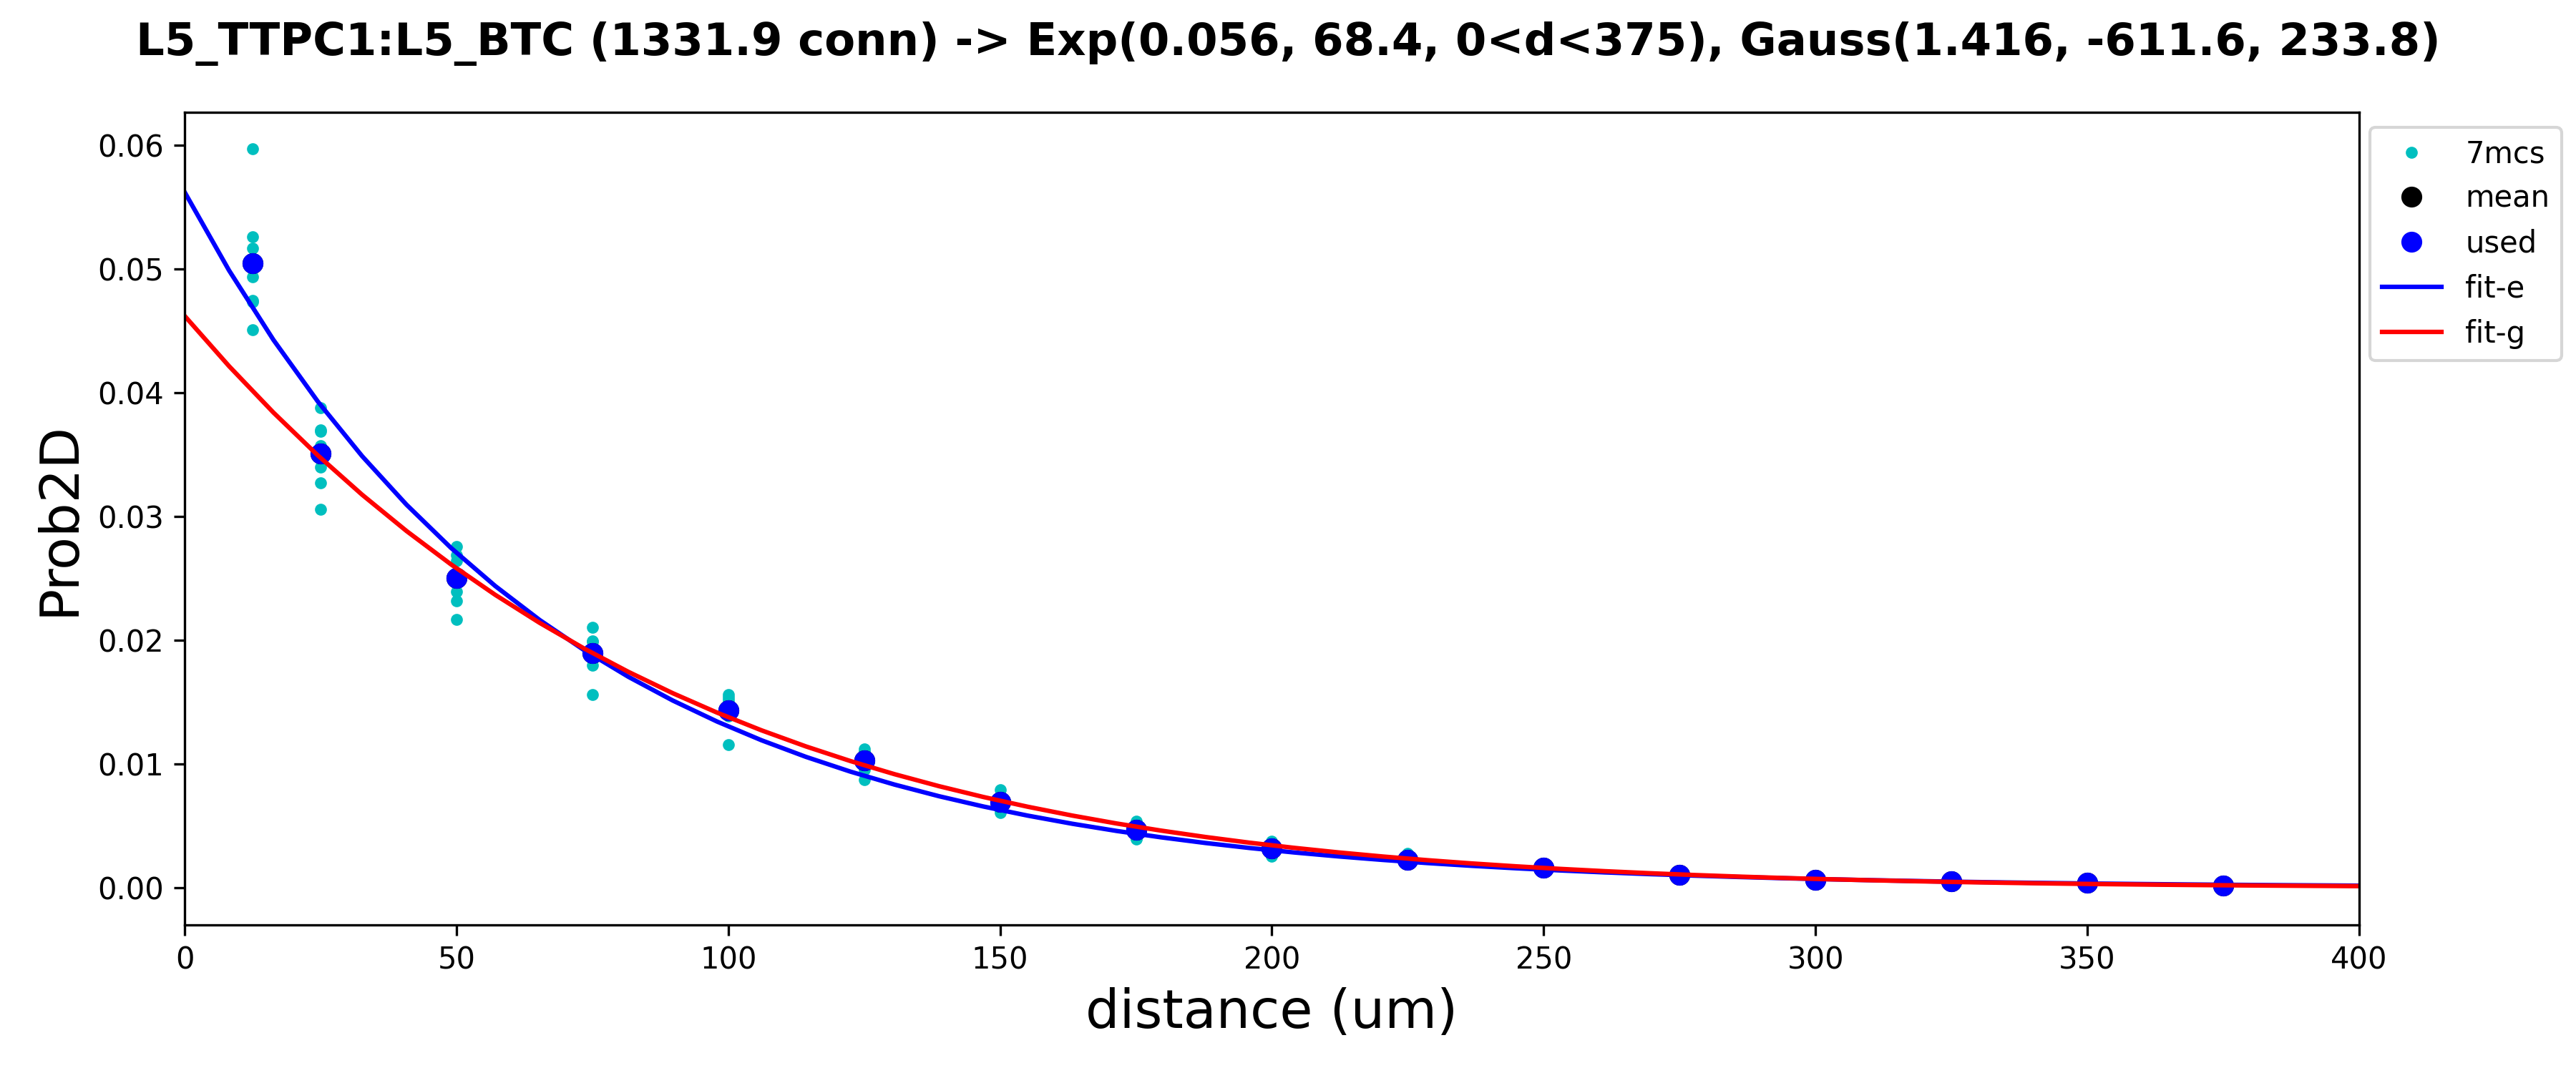 L5_TTPC1:L5_BTC (1331.9 conn) -> Exp(0.056, 68.4, 0<d<375), Gauss(1.416, -611.6, 233.8)
0.06
0.05
0.04
0.03
0.02
0.01
0.00
Prob2D
0 50 100 150 200 250 300 350 400
distance (um)
7mcs
mean
used
fit-e
fit-g